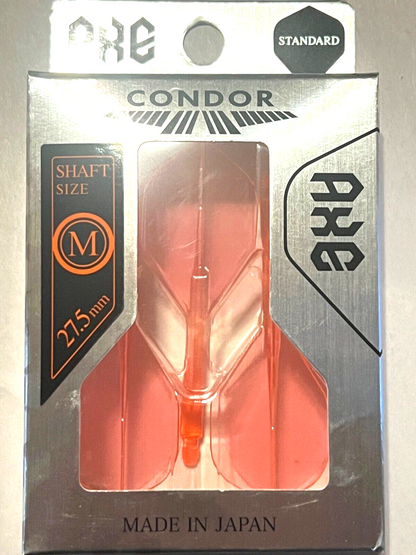 AXE
STANDARD
CONDOR
AXE
SHAFT
SIZE
M
27.5mm
MADE IN JAPAN